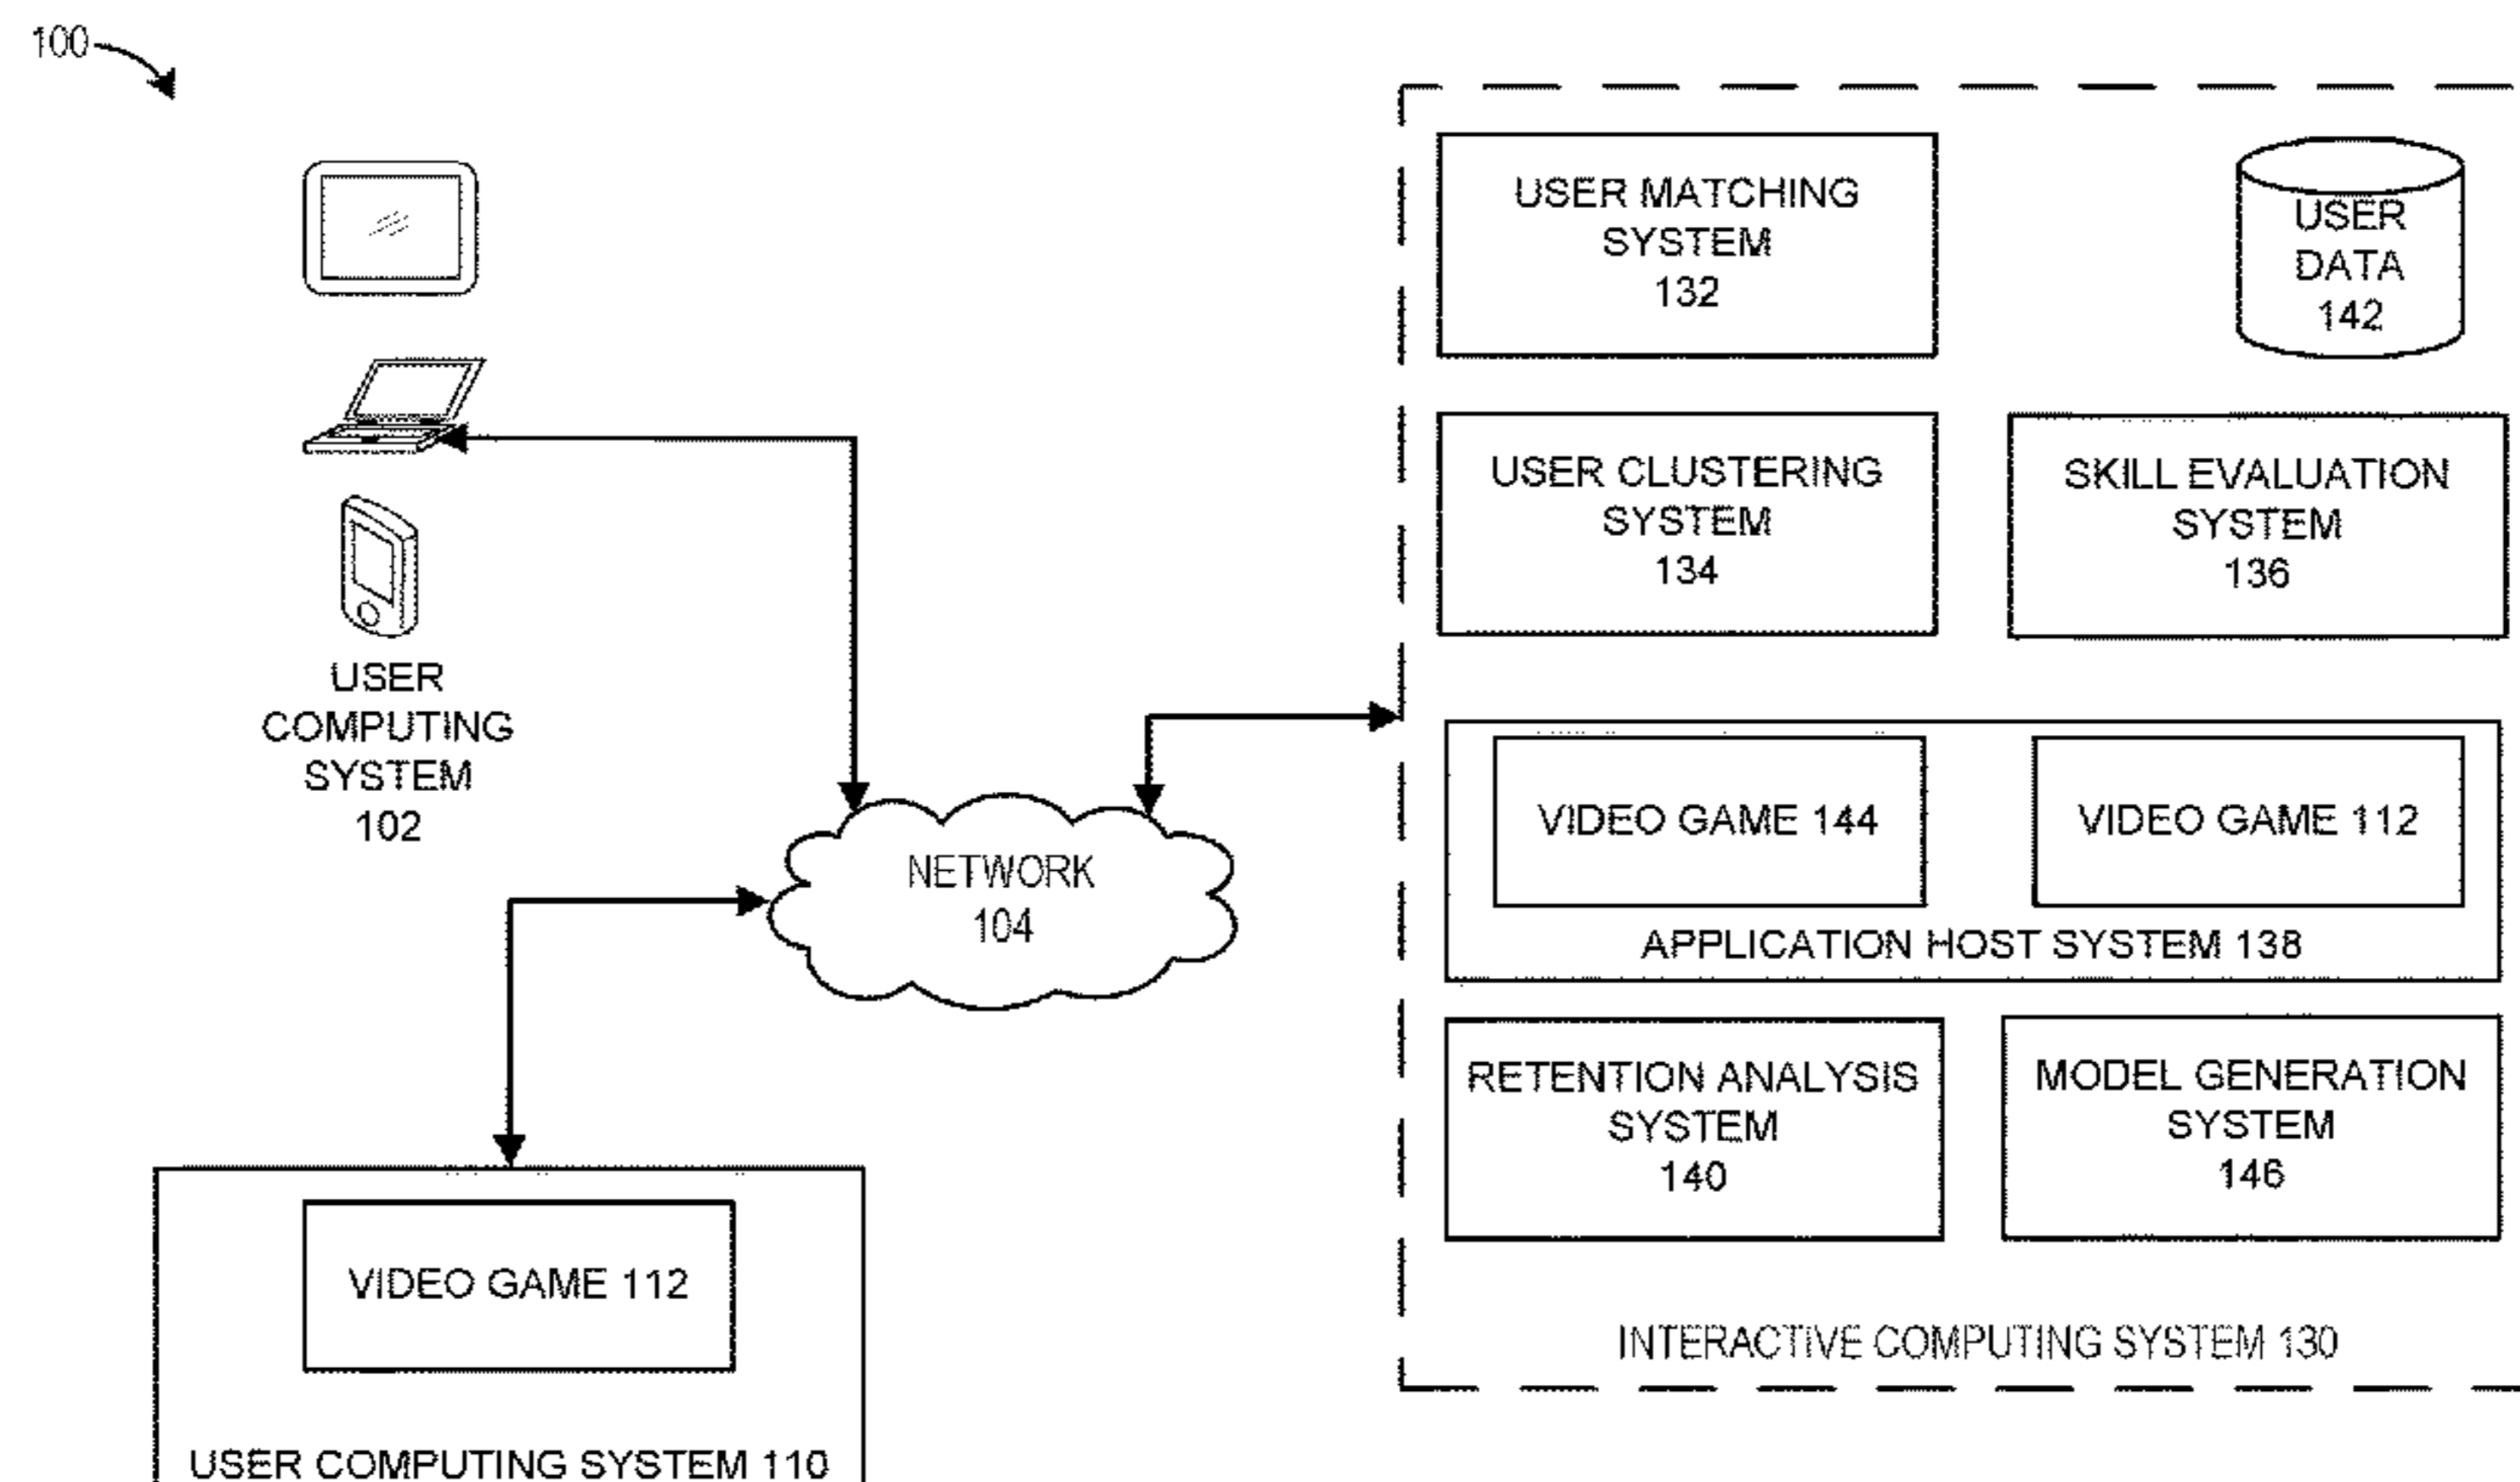 100
USER MATCHING
SYSTEM
132
USER
DATA
142
USER CLUSTERING
SYSTEM
134
SKILL EVALUATION
SYSTEM
136
USER
COMPUTING
SYSTEM
102
NETWORK
104
VIDEO GAME 144
VIDEO GAME 112
APPLICATION HOST SYSTEM 138
RETENTION ANALYSIS
SYSTEM
140
MODEL GENERATION
SYSTEM
146
INTERACTIVE COMPUTING SYSTEM 130
VIDEO GAME 112
USER COMPUTING SYSTEM 110